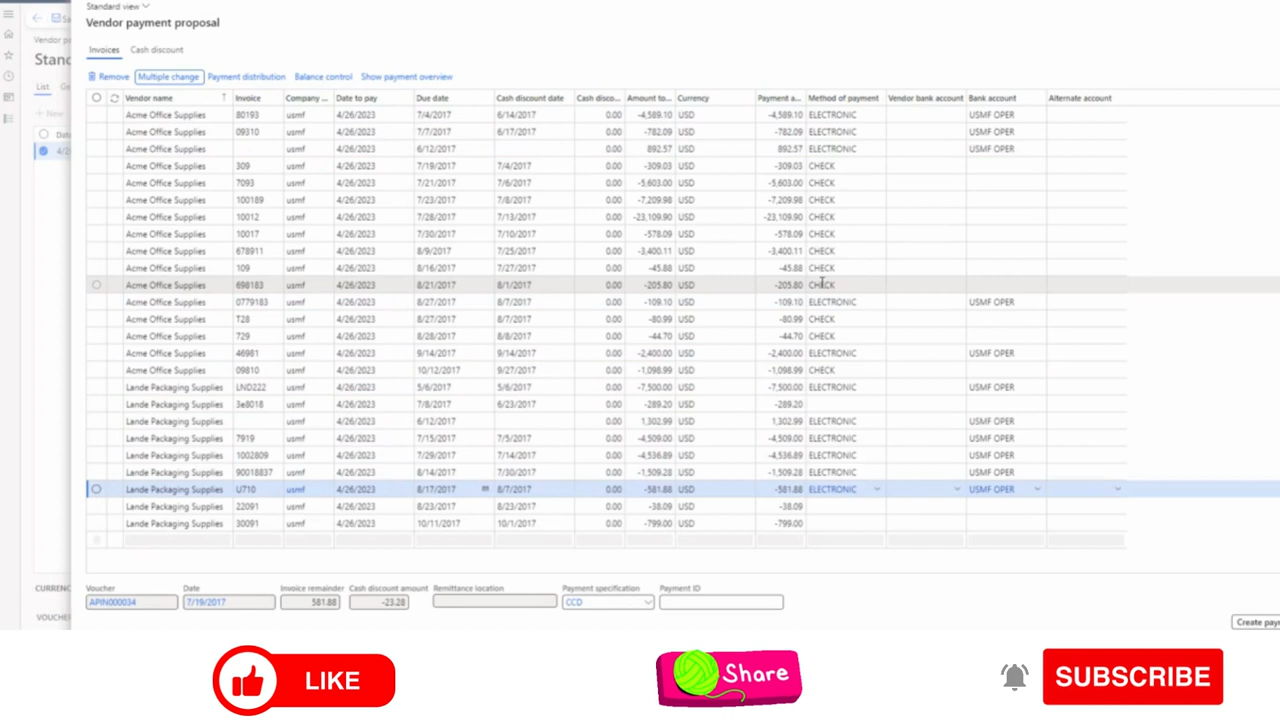 Standard view
Vendor payment proposal
Vendor pa
Stanc
Invoices Cash discount
List Ge
Remove Multiple change Payment distribution Balance control Show payment overview
Vendor name Invoice Company ... Date to pay Due date Cash discount date Cash disco... Amount to... Currency Payment a... Method of payment Vendor bank account Bank account Alternate account
+ New
Acme Office Supplies 80193 usmf 4/26/2023 7/4/2017 6/14/2017 0.00 -4,589.10 USD -4,589.10 ELECTRONIC USMF OPER
Date
Acme Office Supplies 09310 usmf 4/26/2023 7/7/2017 6/17/2017 0.00 -782.09 USD -782.09 ELECTRONIC USMF OPER
4/2
Acme Office Supplies usmf 4/26/2023 6/12/2017 0.00 892.57 USD 892.57 ELECTRONIC USMF OPER
Acme Office Supplies 309 usmf 4/26/2023 7/19/2017 7/4/2017 0.00 -309.03 USD -309.03 CHECK
Acme Office Supplies 7093 usmf 4/26/2023 7/21/2017 7/6/2017 0.00 -5,603.00 USD -5,603.00 CHECK
Acme Office Supplies 100189 usmf 4/26/2023 7/23/2017 7/8/2017 0.00 -7,209.98 USD -7,209.98 CHECK
Acme Office Supplies 10012 usmf 4/26/2023 7/28/2017 7/13/2017 0.00 -23,109.90 USD -23,109.90 CHECK
Acme Office Supplies 10017 usmf 4/26/2023 7/30/2017 7/10/2017 0.00 -578.09 USD -578.09 CHECK
Acme Office Supplies 678911 usmf 4/26/2023 8/9/2017 7/25/2017 0.00 -3,400.11 USD -3,400.11 CHECK
Acme Office Supplies 109 usmf 4/26/2023 8/16/2017 7/27/2017 0.00 -45.88 USD -45.88 CHECK
Acme Office Supplies 698183 usmf 4/26/2023 8/21/2017 8/1/2017 0.00 -205.80 USD -205.80 CHECK
Acme Office Supplies 0779183 usmf 4/26/2023 8/27/2017 8/7/2017 0.00 -109.10 USD -109.10 ELECTRONIC USMF OPER
Acme Office Supplies T28 usmf 4/26/2023 8/27/2017 8/7/2017 0.00 -80.99 USD -80.99 CHECK
Acme Office Supplies 729 usmf 4/26/2023 8/28/2017 8/8/2017 0.00 -44.70 USD -44.70 CHECK
Acme Office Supplies 46981 usmf 4/26/2023 9/14/2017 9/14/2017 0.00 -2,400.00 USD -2,400.00 ELECTRONIC USMF OPER
Acme Office Supplies 09810 usmf 4/26/2023 10/12/2017 9/27/2017 0.00 -1,098.99 USD -1,098.99 CHECK
Lande Packaging Supplies LND222 usmf 4/26/2023 5/6/2017 5/6/2017 0.00 -7,500.00 USD -7,500.00 ELECTRONIC USMF OPER
Lande Packaging Supplies 3e8018 usmf 4/26/2023 7/8/2017 6/23/2017 0.00 -289.20 USD -289.20
Lande Packaging Supplies usmf 4/26/2023 6/12/2017 0.00 1,302.99 USD 1,302.99 ELECTRONIC USMF OPER
Lande Packaging Supplies 7919 usmf 4/26/2023 7/15/2017 7/5/2017 0.00 -4,509.00 USD -4,509.00 ELECTRONIC USMF OPER
Lande Packaging Supplies 1002809 usmf 4/26/2023 7/29/2017 7/14/2017 0.00 -4,536.89 USD -4,536.89 ELECTRONIC USMF OPER
Lande Packaging Supplies 90018837 usmf 4/26/2023 8/14/2017 7/30/2017 0.00 -1,509.28 USD -1,509.28 ELECTRONIC USMF OPER
Lande Packaging Supplies U710 usmf 4/26/2023 8/17/2017 8/7/2017 0.00 -581.88 USD -581.88 ELECTRONIC USMF OPER
Lande Packaging Supplies 22091 usmf 4/26/2023 8/23/2017 8/23/2017 0.00 -38.09 USD -38.09
Lande Packaging Supplies 30091 usmf 4/26/2023 10/11/2017 10/1/2017 0.00 -799.00 USD -799.00
CURRENC Voucher Date Invoice remainder Cash discount amount Remittance location Payment specification Payment ID
APIN000034 7/19/2017 581.88 -23.28 CCD
VOUCHE
Create payn
LIKE
Share
SUBSCRIBE